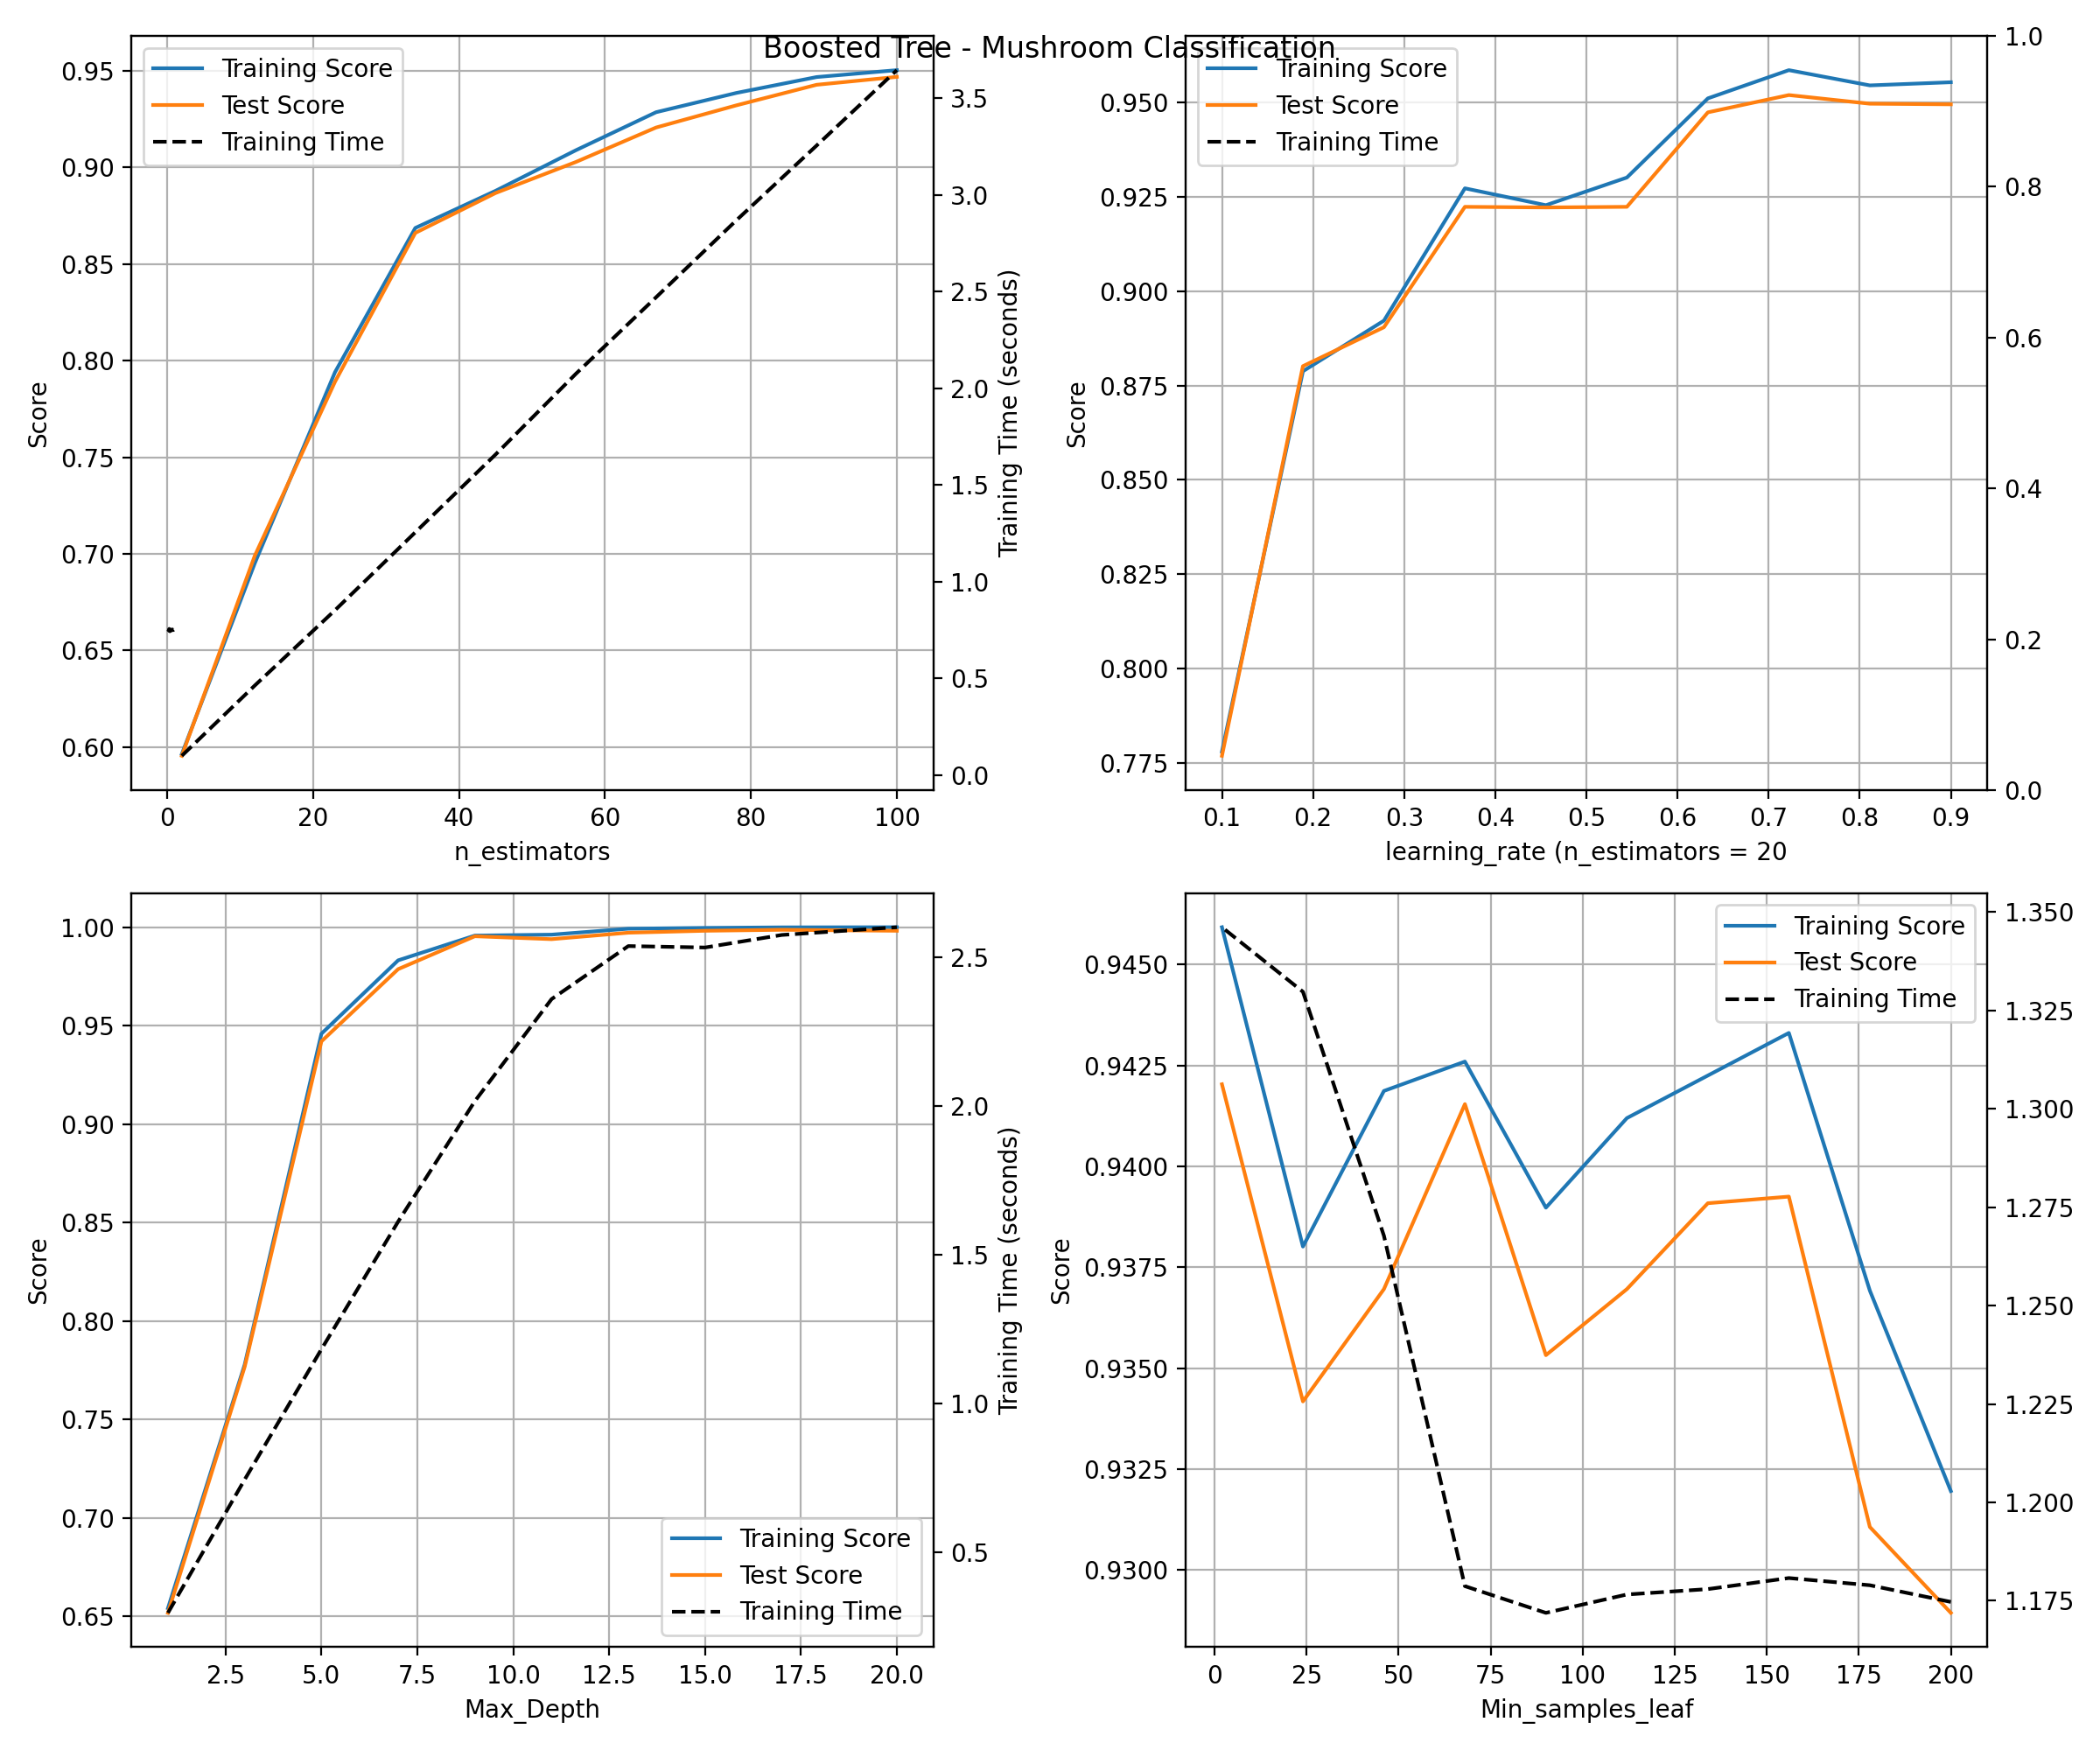 Boosted Tree - Mushroom Classification
Training Score
Test Score
Training Time
0.95
0.90
0.85
0.80
0.75
0.70
0.65
0.60
Score
3.5
3.0
2.5
2.0
1.5
1.0
0.5
0.0
Training Time (seconds)
0 20 40 60 80 100
n_estimators
Training Score
Test Score
Training Time
0.950
0.925
0.900
0.875
0.850
0.825
0.800
0.775
Score
1.0
0.8
0.6
0.4
0.2
0.0
0.1 0.2 0.3 0.4 0.5 0.6 0.7 0.8 0.9
learning_rate (n_estimators = 20
1.00
0.95
0.90
0.85
0.80
0.75
0.70
0.65
Score
2.5
2.0
1.5
1.0
0.5
Training Time (seconds)
Training Score
Test Score
Training Time
2.5 5.0 7.5 10.0 12.5 15.0 17.5 20.0
Max_Depth
Training Score
Test Score
Training Time
0.9450
0.9425
0.9400
0.9375
0.9350
0.9325
0.9300
Score
1.350
1.325
1.300
1.275
1.250
1.225
1.200
1.175
0 25 50 75 100 125 150 175 200
Min_samples_leaf